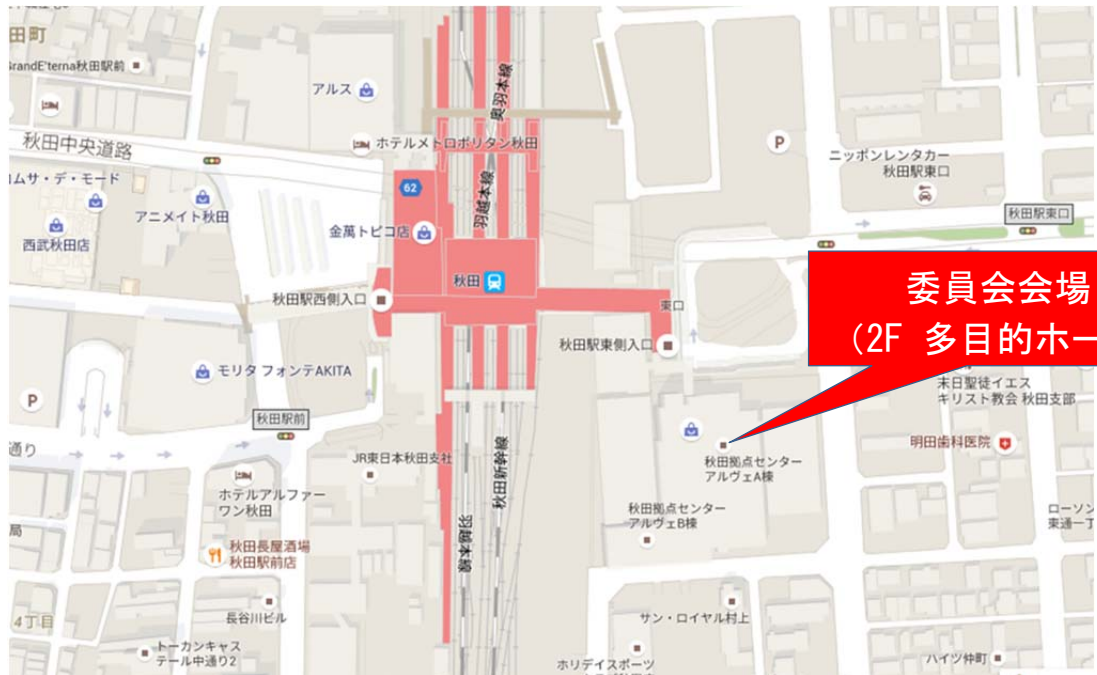 田町
GrandE'terna秋田駅前
アルス
奥羽本線
秋田中央道路
ホテルメトロポリタン秋田
P
ニッポンレンタカー
秋田駅東口
コムサ・デ・モード
62
羽越本線
アニメイト秋田
秋田駅東口
西武秋田店
金萬トピコ店
秋田
委員会会場
(2F 多目的ホー
秋田駅西側入口
東口
秋田駅東側入口
モリタ フォンテAKITA
末日聖徒イエス
キリスト教会 秋田支部
P
秋田駅前
明田歯科医院
通り
JR東日本秋田支社
秋田新幹線
秋田拠点センター
アルヴェA棟
ホテルアルファー
ワン秋田
秋田拠点センター
アルヴェB棟
ローソン
東通一丁
局
秋田長屋酒場
秋田駅前店
長谷川ビル
サン・ロイヤル村上
4丁目
トーカンキャス
テール中通り2
ホリデイスポーツ
ハイツ仲町